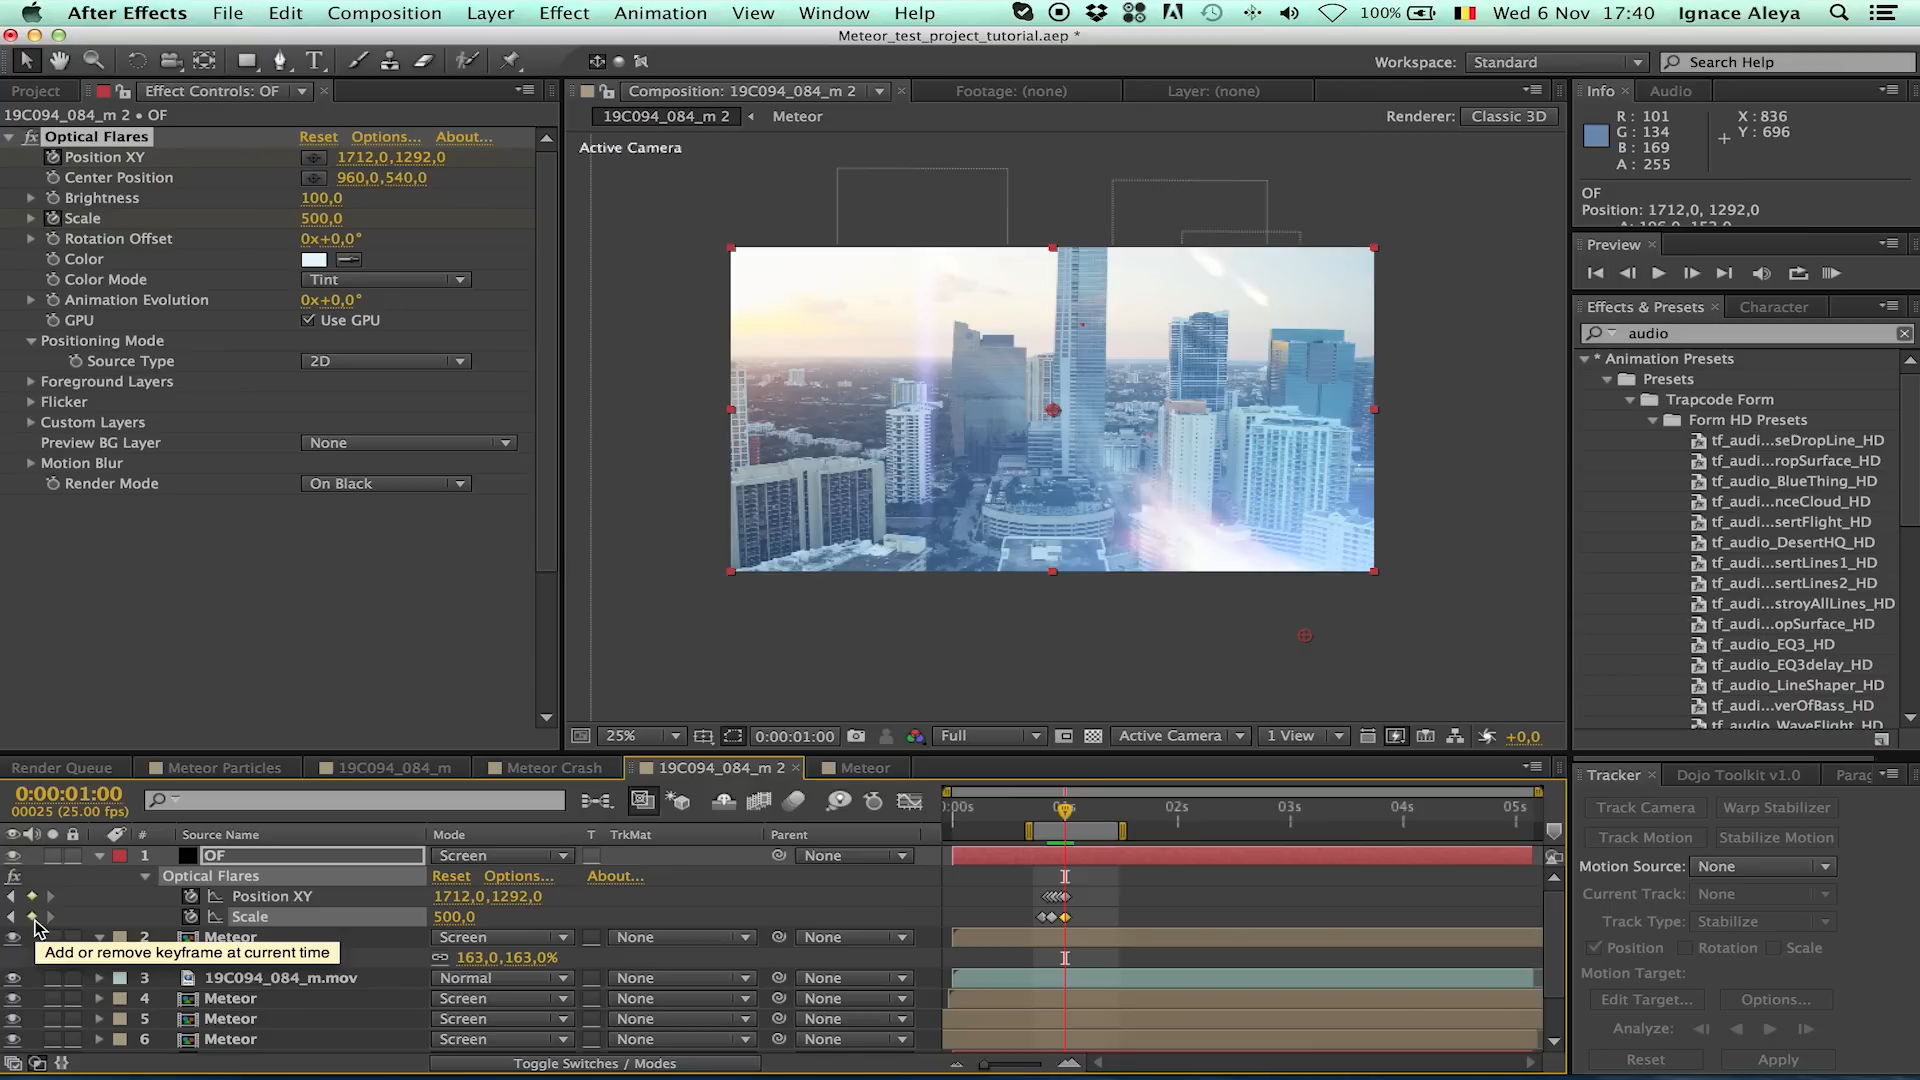 After Effects File Edit Composition Layer Effect Animation View Window Help 100% Wed 6 Nov 17:40 Ignace Aleya
Meteor_test_project_tutorial.aep *
Workspace: Standard Search Help
Project Effect Controls: OF Composition: 19C094_084_m 2 Footage: (none) Layer: (none) Info Audio
19C094_084_m 2 • OF
19C094_084_m 2 Meteor Renderer: Classic 3D
Active Camera
Optical Flares Reset Options... About...
Position XY 1712,0,1292,0
Center Position 960,0,540,0
Brightness 100,0
Scale 500,0
Rotation Offset 0x+0,0°
Color
Color Mode Tint
Animation Evolution 0x+0,0°
GPU Use GPU
Positioning Mode
Source Type 2D
Foreground Layers
Flicker
Custom Layers
Preview BG Layer None
Motion Blur
Render Mode On Black
R : 101 X : 836
G : 134 Y : 696
B : 169
A : 255
OF
Position: 1712,0, 1292,0
Preview
Effects & Presets Character
audio
* Animation Presets
Presets
Trapcode Form
Form HD Presets
tf_audi...seDropLine_HD
tf_audi...ropSurface_HD
tf_audio_BlueThing_HD
tf_audi...nceCloud_HD
tf_audi...sertFlight_HD
tf_audio_DesertHQ_HD
tf_audi...sertLines1_HD
tf_audi...sertLines2_HD
tf_audi...stroyAllLines_HD
tf_audi...opSurface_HD
tf_audio_EQ3_HD
tf_audio_EQ3delay_HD
tf_audio_LineShaper_HD
tf_audi...verOfBass_HD
tf_audio_WaveFlight_HD
25% 0:00:01:00 Full Active Camera 1 View +0,0
Render Queue Meteor Particles 19C094_084_m Meteor Crash 19C094_084_m 2 Meteor
0:00:01:00
00025 (25.00 fps)
:00s 02s 03s 04s 05s
# Source Name Mode T TrkMat Parent
1 OF Screen None
Optical Flares Reset Options... About...
Position XY 1712,0,1292,0
Scale 500,0
2 Meteor Screen None None
Add or remove keyframe at current time
163,0,163,0%
3 19C094_084_m.mov Normal None None
4 Meteor Screen None None
5 Meteor Screen None None
6 Meteor Screen None None
Toggle Switches / Modes
Tracker Dojo Toolkit v1.0 Parag
Track Camera Warp Stabilizer
Track Motion Stabilize Motion
Motion Source: None
Current Track: None
Track Type: Stabilize
Position Rotation Scale
Motion Target:
Edit Target... Options...
Analyze:
Reset Apply